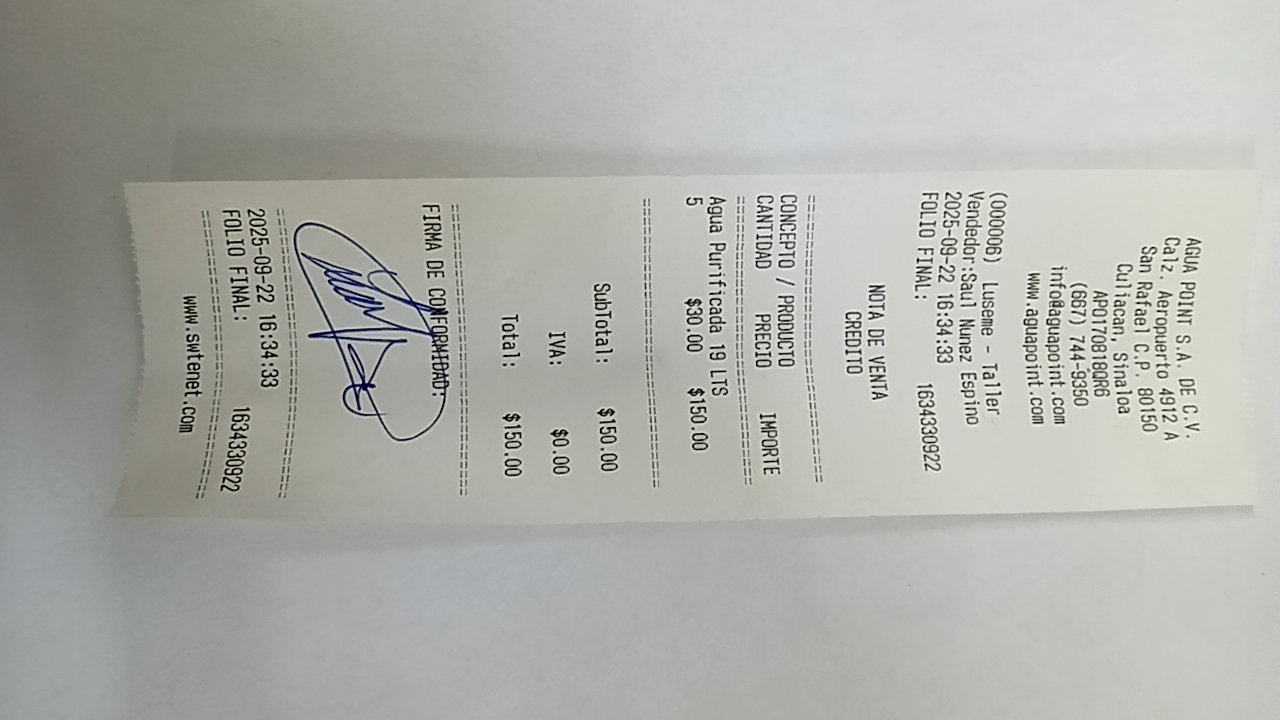 AGUA POINT S.A. DE C.V.
Calz. Aeropuerto 4912 A
San Rafael C.P. 80150
Culiacan, Sinaloa
APO170818QR6
(667) 744-9350
info@aguapoint.com
www.aguapoint.com
(000006) Luseme - Taller
Vendedor:Saul Nunez Espino
2025-09-22 16:34:33
FOLIO FINAL: 1634330922
NOTA DE VENTA
CREDITO
CONCEPTO / PRODUCTO
CANTIDAD PRECIO IMPORTE
Agua Purificada 19 LTS
5 $30.00 $150.00
SubTotal: $150.00
IVA: $0.00
Total: $150.00
FIRMA DE CONFORMIDAD:
2025-09-22 16:34:33
FOLIO FINAL: 1634330922
www.swtenet.com